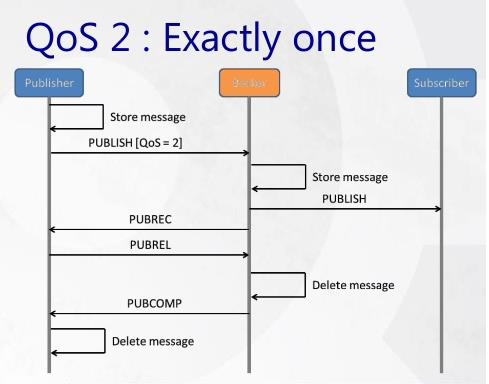 QoS 2 : Exactly once
Publisher
Broker
Subscriber
Store message
PUBLISH [QoS = 2]
Store message
PUBLISH
PUBREC
PUBREL
Delete message
PUBCOMP
Delete message